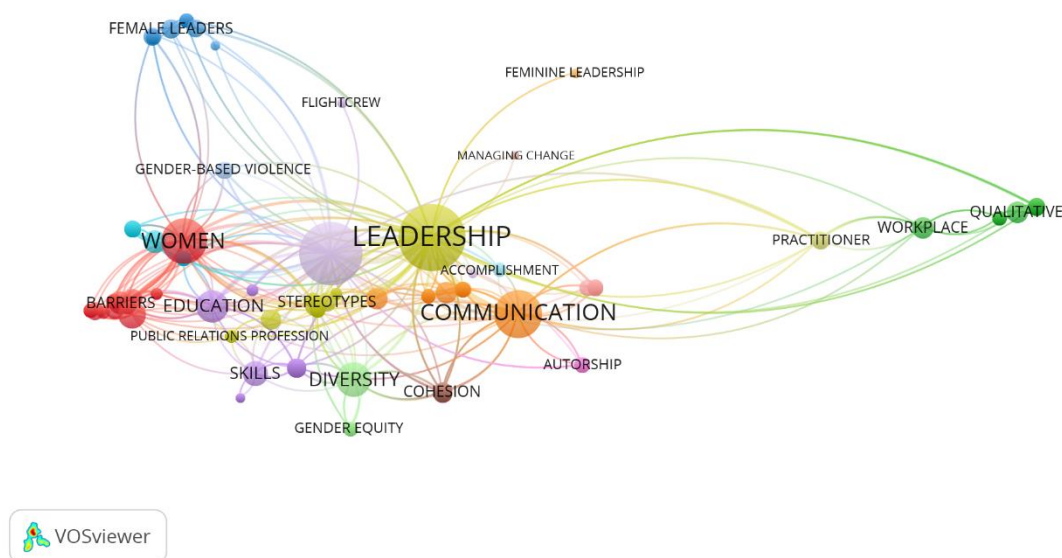 FEMALE LEADERS
FEMININE LEADERSHIP
FLIGHTCREW
MANAGING CHANGE
GENDER-BASED VIOLENCE
QUALITATIVE
WORKPLACE
LEADERSHIP
WOMEN
PRACTITIONER
ACCOMPLISHMENT
BARRIERS
EDUCATION
STEREOTYPES
COMMUNICATION
PUBLIC RELATIONS PROFESSION
AUTORSHIP
SKILLS
DIVERSITY
COHESION
GENDER EQUITY
VOSviewer